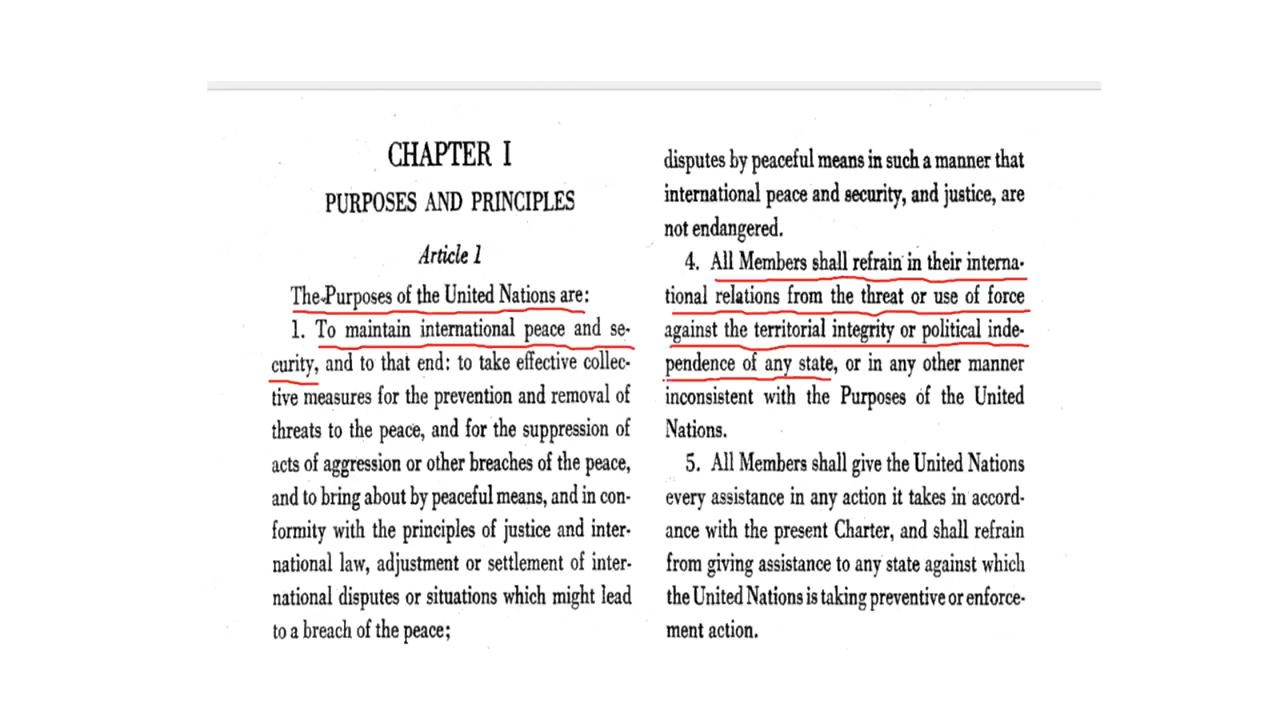 CHAPTER I
PURPOSES AND PRINCIPLES
Article 1
The Purposes of the United Nations are:
1. To maintain international peace and se-
curity, and to that end: to take effective collec-
tive measures for the prevention and removal of
threats to the peace, and for the suppression of
acts of aggression or other breaches of the peace,
and to bring about by peaceful means, and in con-
formity with the principles of justice and inter-
national law, adjustment or settlement of inter-
national disputes or situations which might lead
to a breach of the peace;
disputes by peaceful means in such a manner that
international peace and security, and justice, are
not endangered.
4. All Members shall refrain in their interna-
tional relations from the threat or use of force
against the territorial integrity or political inde-
pendence of any state, or in any other manner
inconsistent with the Purposes of the United
Nations.
5. All Members shall give the United Nations
every assistance in any action it takes in accord-
ance with the present Charter, and shall refrain
from giving assistance to any state against which
the United Nations is taking preventive or enforce-
ment action.